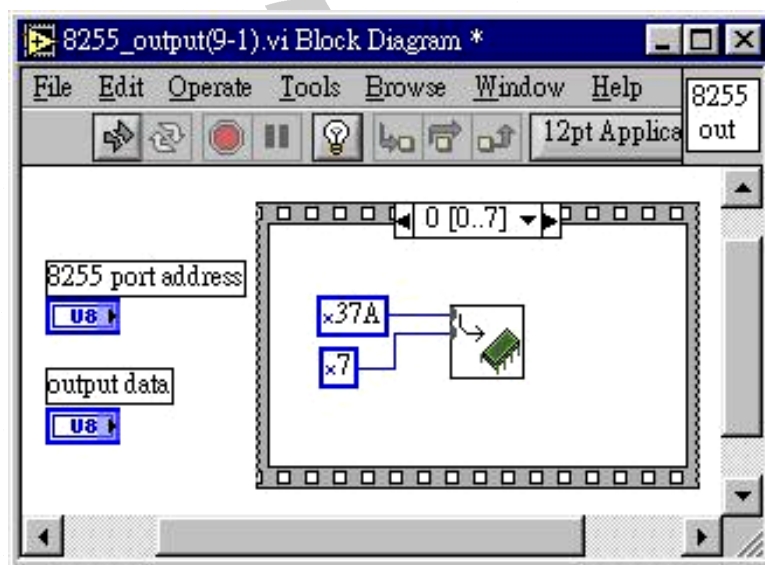 8255_output(9-1).vi Block Diagram *
File Edit Operate Tools Browse Window Help
8255
out
12pt Applica
0 [0..7]
8255 port address
U8
x37A
x7
output data
U8